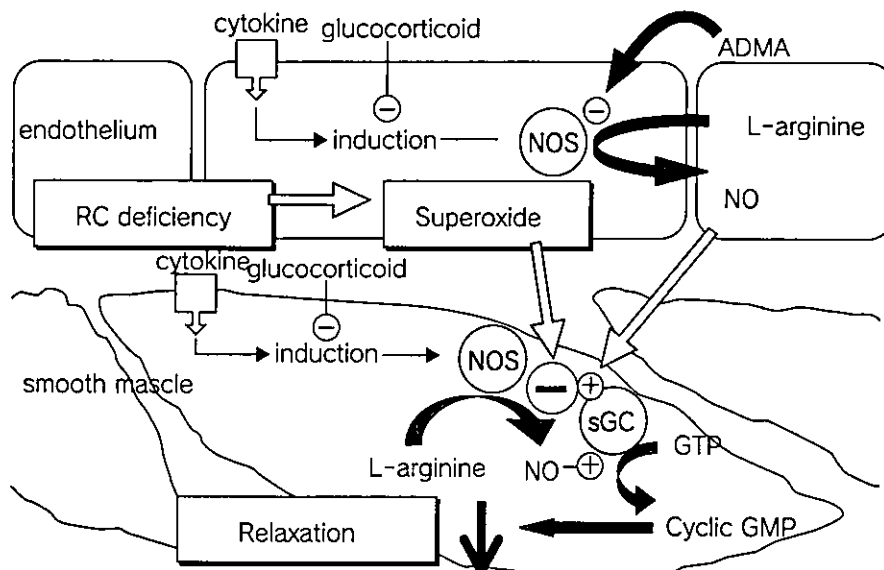 cytokine
glucocorticoid
ADMA
endothelium
induction
NOS
−
L-arginine
RC deficiency
Superoxide
NO
cytokine
glucocorticoid
−
−
induction
NOS
smooth mascle
−
+
sGC
L-arginine
NO
+
GTP
Relaxation
Cyclic GMP